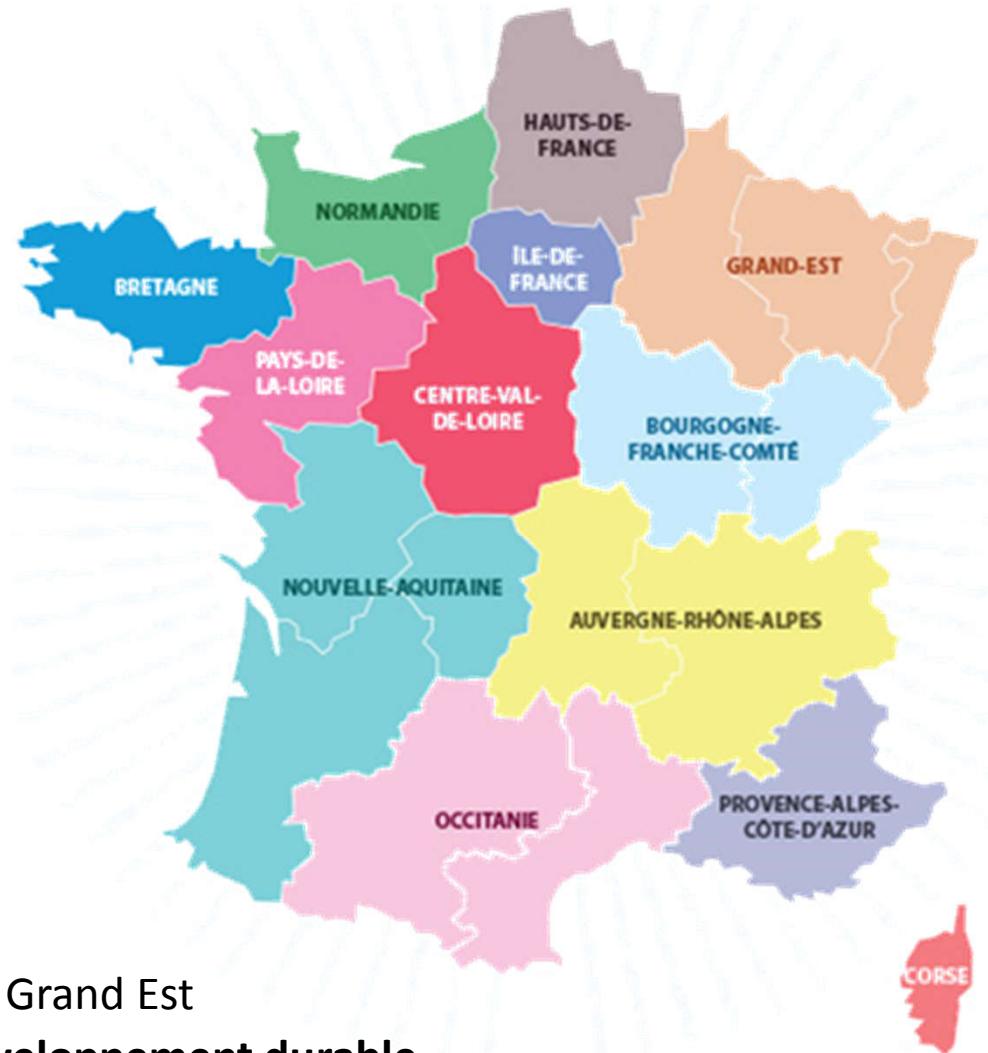 HAUTS-DE-
FRANCE
NORMANDIE
ÎLE-DE-
FRANCE
GRAND-EST
BRETAGNE
PAYS-DE-
LA-LOIRE
CENTRE-VAL-
DE-LOIRE
BOURGOGNE-
FRANCHE-COMTÉ
NOUVELLE-AQUITAINE
AUVERGNE-RHÔNE-ALPES
OCCITANIE
PROVENCE-ALPES-
CÔTE-D'AZUR
CORSE
Grand Est
durable